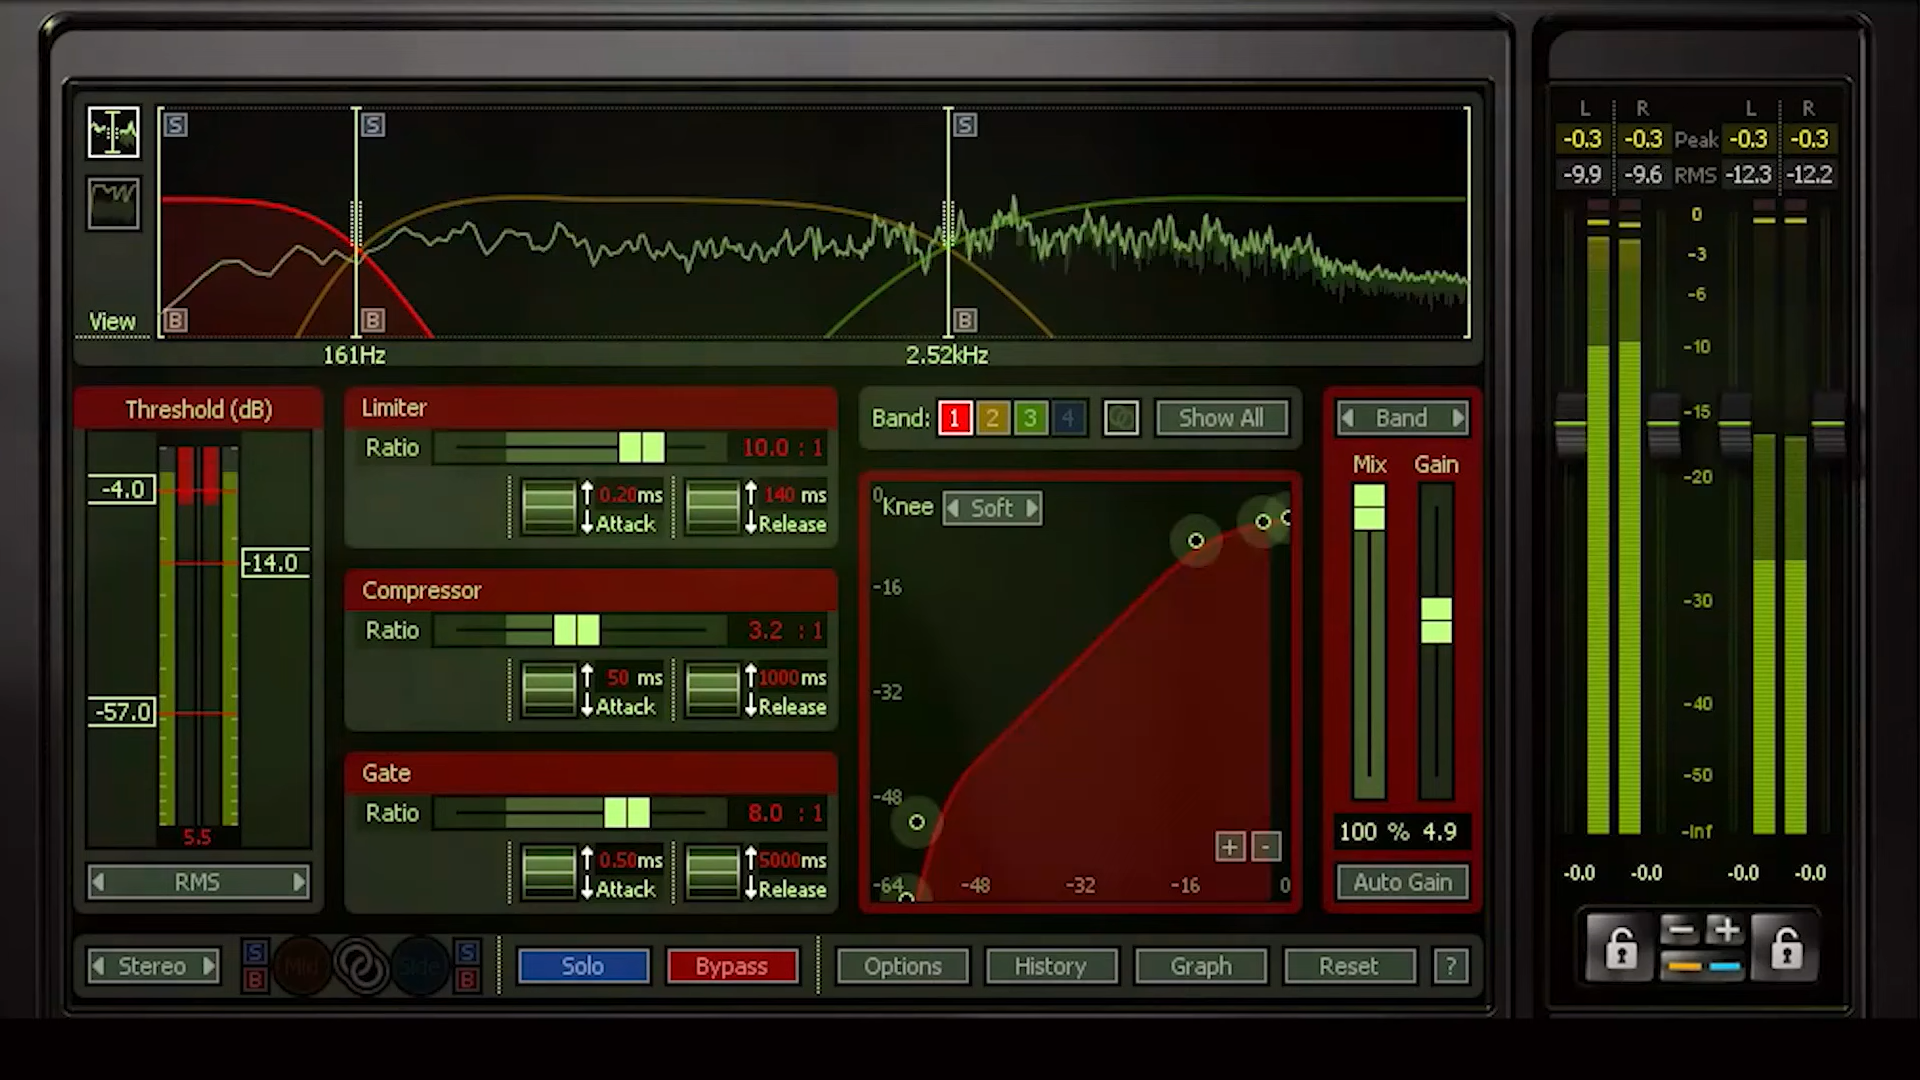 S S S
L R L R
-0.3 -0.3 Peak -0.3 -0.3
-9.9 -9.6 RMS -12.3 -12.2
View
B B B
161Hz 2.52kHz
0
-3
-6
-10
-15
-20
-30
-40
-50
-Inf
-0.0 -0.0 -0.0 -0.0
Threshold (dB)
-4.0
-14.0
-57.0
5.5
RMS
Limiter
Ratio 10.0 : 1
0.20ms 140 ms
Attack Release
Compressor
Ratio 3.2 : 1
50 ms 1000ms
Attack Release
Gate
Ratio 8.0 : 1
0.50ms 5000ms
Attack Release
Band: 1 2 3 4 Show All
0 Knee Soft
-16
-32
-48
+ -
-64 -48 -32 -16 0
Band
Mix Gain
100 % 4.9
Auto Gain
Stereo S B Mid Side S B Solo Bypass Options History Graph Reset ?